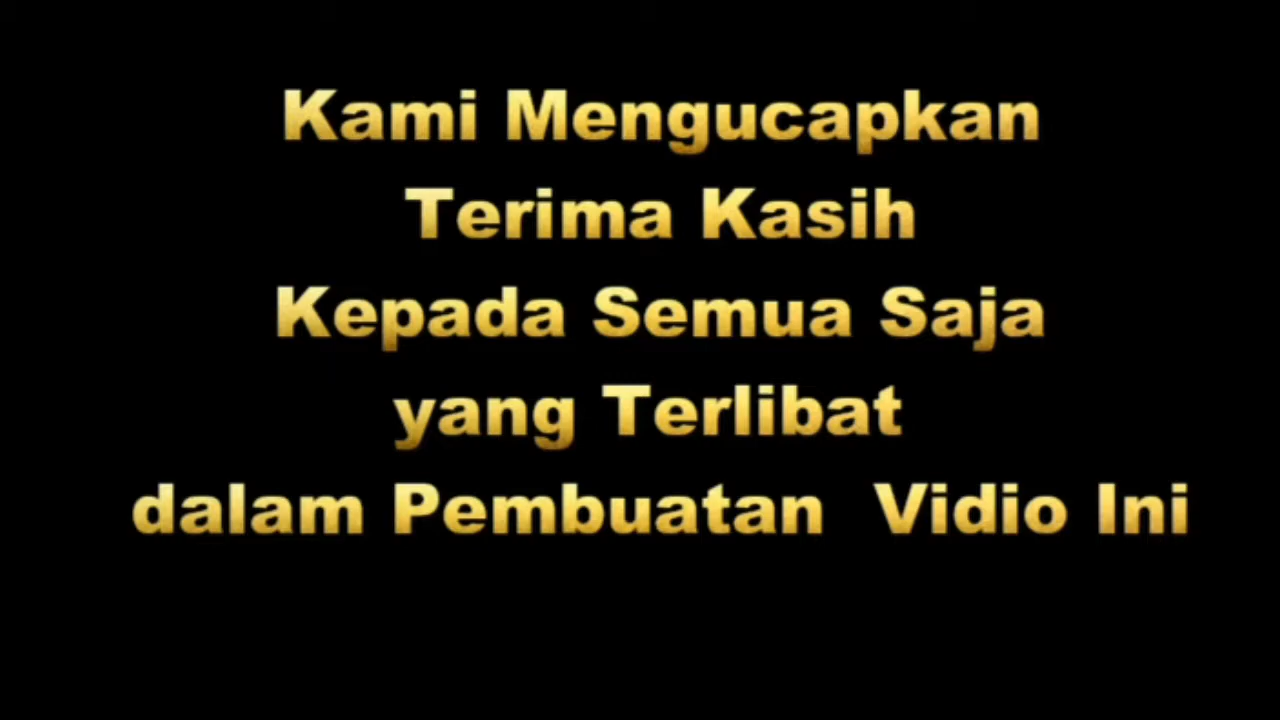 Kami Mengucapkan
Terima Kasih
Kepada Semua Saja
yang Terlibat
dalam Pembuatan  Vidio Ini